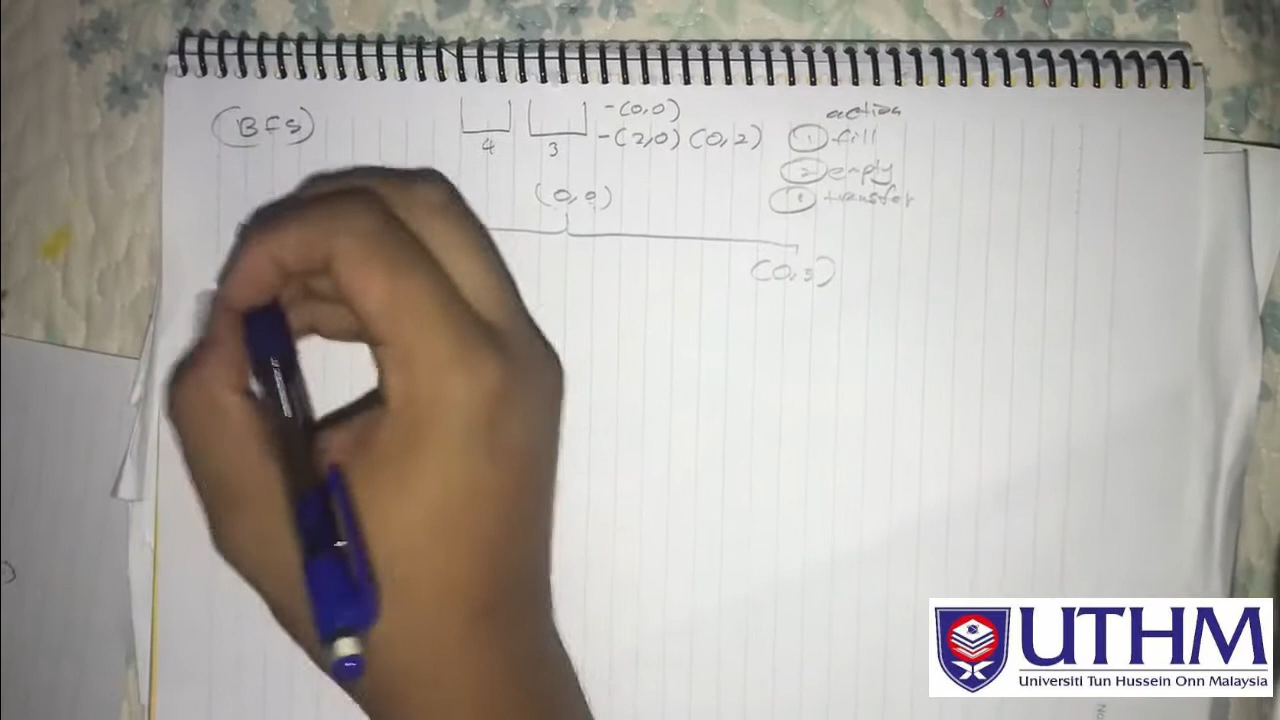 BFS
4 3
-(0,0)
-(2,0) (0,2)
action
1 fill
2 empty
transfer
(0,0)
(0,3)
UTHM
Universiti Tun Hussein Onn Malaysia